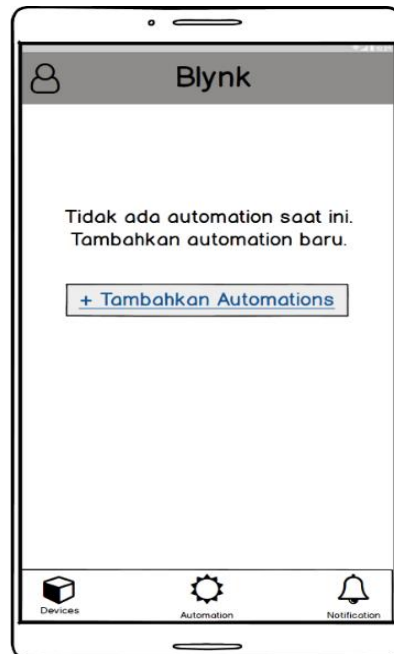 Blynk
Tidak ada automation saat ini.
Tambahkan automation baru.
+ Tambahkan Automations
Devices
Automation
Notification